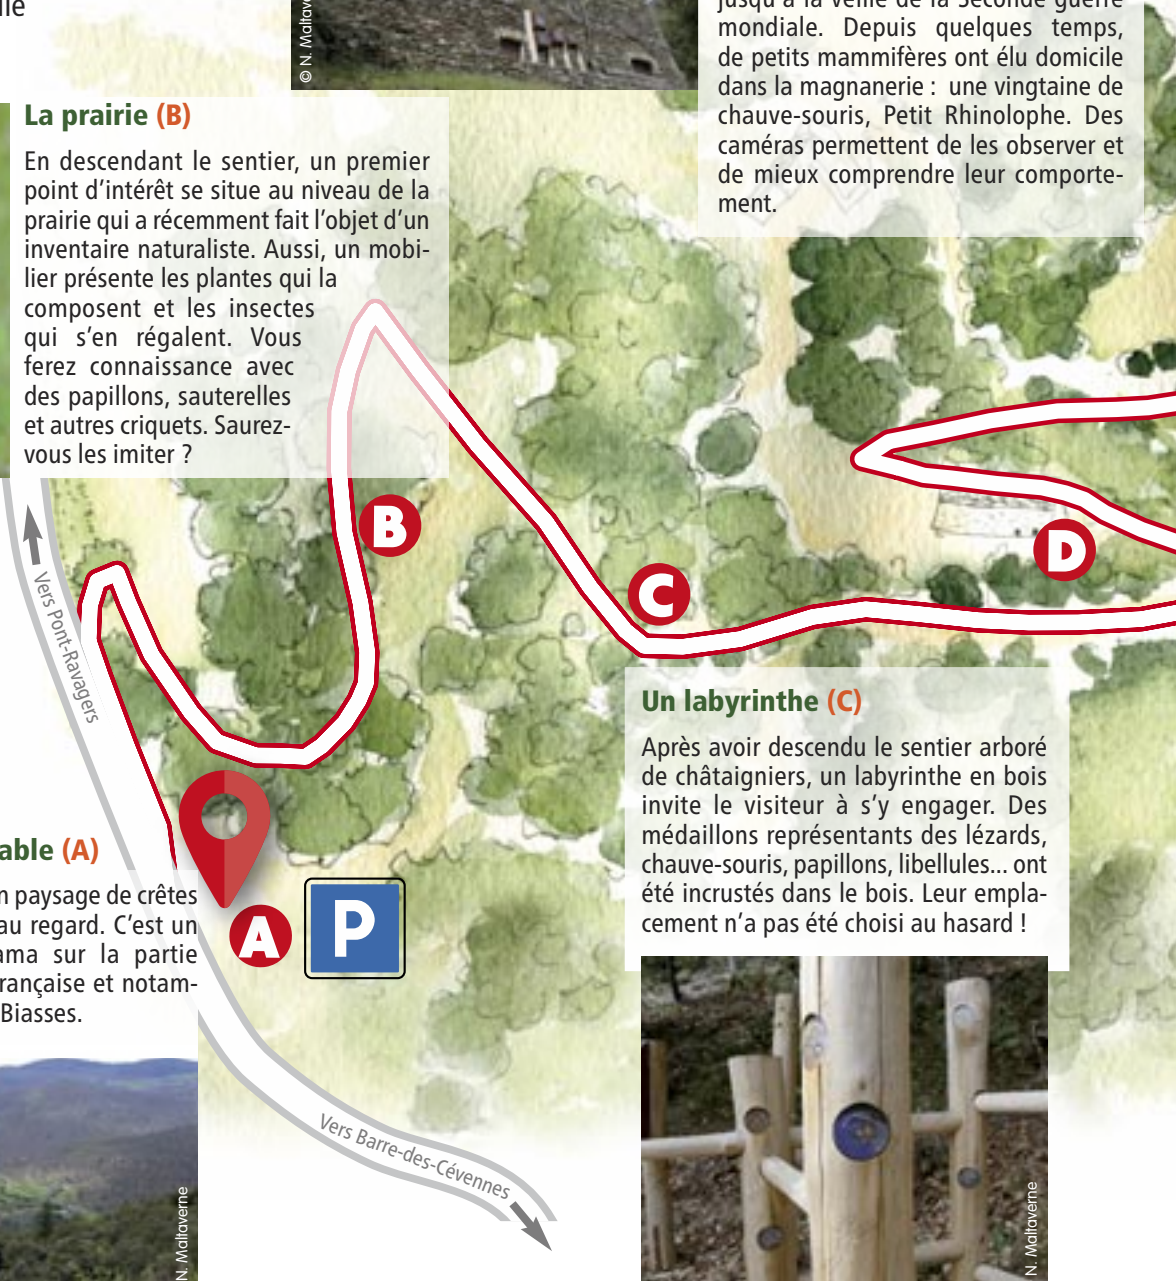 © N. Maltav
mondiale. Depuis quelques temps,
de petits mammifères ont élu domicile
dans la magnanerie : une vingtaine de
chauve-souris, Petit Rhinolophe. Des
caméras permettent de les observer et
de mieux comprendre leur comporte-
ment.
La prairie (B)
En descendant le sentier, un premier
point d’intérêt se situe au niveau de la
prairie qui a récemment fait l’objet d’un
inventaire naturaliste. Aussi, un mobi-
lier présente les plantes qui la
composent et les insectes
qui s’en régalent. Vous
ferez connaissance avec
des papillons, sauterelles
et autres criquets. Saurez-
vous les imiter ?
B
C
D
Vers Pont-Ravagers
Un labyrinthe (C)
Après avoir descendu le sentier arboré
de châtaigniers, un labyrinthe en bois
invite le visiteur à s’y engager. Des
médaillons représentants des lézards,
chauve-souris, papillons, libellules... ont
été incrustés dans le bois. Leur empla-
cement n’a pas été choisi au hasard !
able (A)
n paysage de crêtes
au regard. C’est un
ama sur la partie
rançaise et notam-
Biasses.
A
P
Vers Barre-des-Cévennes
N. Maltaverne
N. Maltaverne